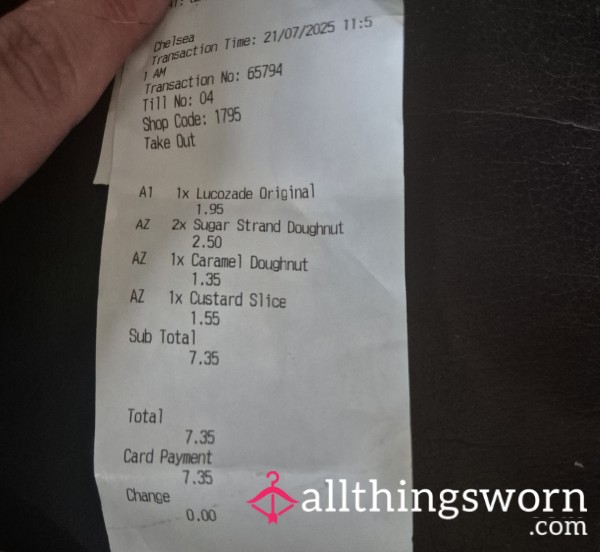 Chelsea
Transaction Time: 21/07/2025 11:5
1 AM
Transaction No: 65794
Till No: 04
Shop Code: 1795
Take Out
A1 1x Lucozade Original
1.95
AZ 2x Sugar Strand Doughnut
2.50
AZ 1x Caramel Doughnut
1.35
AZ 1x Custard Slice
1.55
Sub Total
7.35
Total
7.35
Card Payment
7.35
Change
0.00
allthingsworn
.com